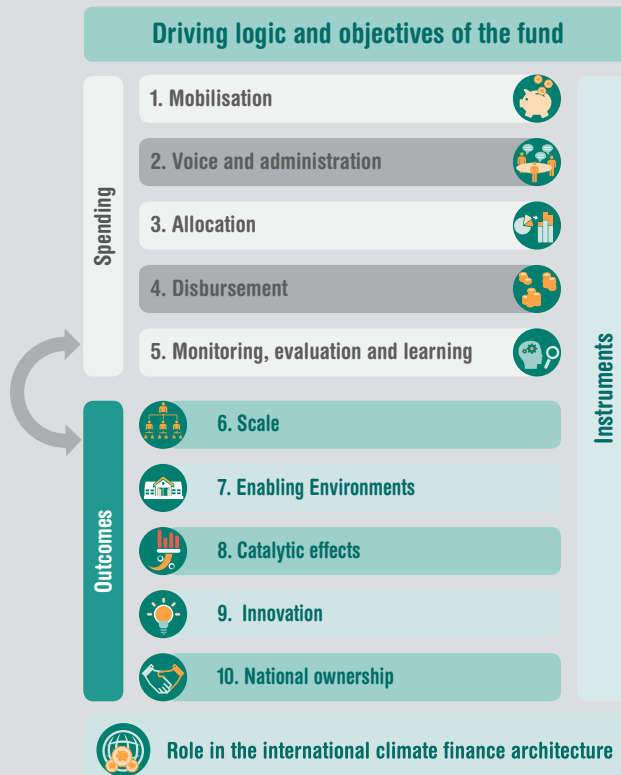 Driving logic and objectives of the fund
Spending
1. Mobilisation
2. Voice and administration
3. Allocation
4. Disbursement
5. Monitoring, evaluation and learning
Outcomes
6. Scale
7. Enabling Environments
8. Catalytic effects
9. Innovation
10. National ownership
Instruments
Role in the international climate finance architecture